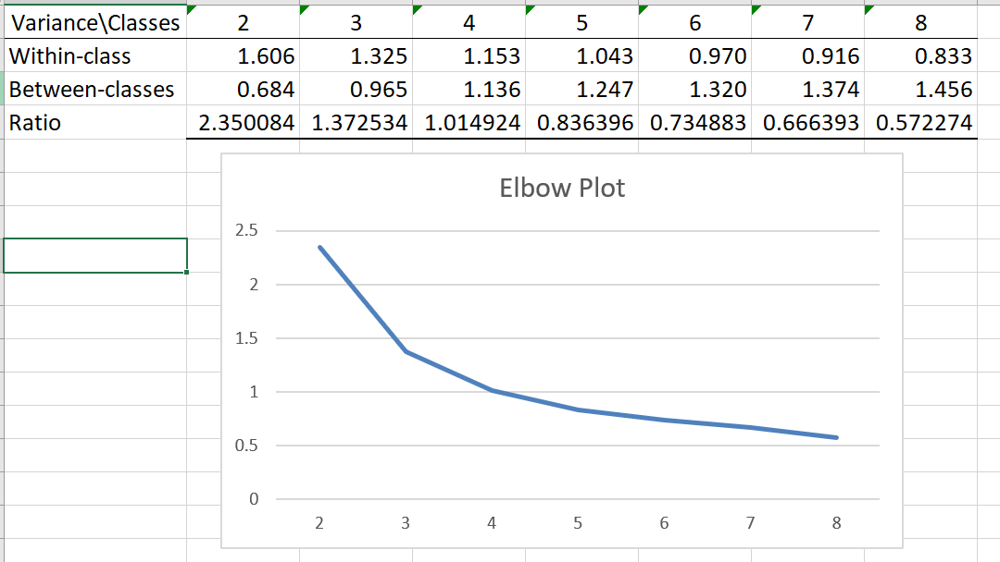 Variance\Classes 2 3 4 5 6 7 8
Within-class 1.606 1.325 1.153 1.043 0.970 0.916 0.833
Between-classes 0.684 0.965 1.136 1.247 1.320 1.374 1.456
Ratio 2.350084 1.372534 1.014924 0.836396 0.734883 0.666393 0.572274
Elbow Plot
2.5
2
1.5
1
0.5
0
2 3 4 5 6 7 8